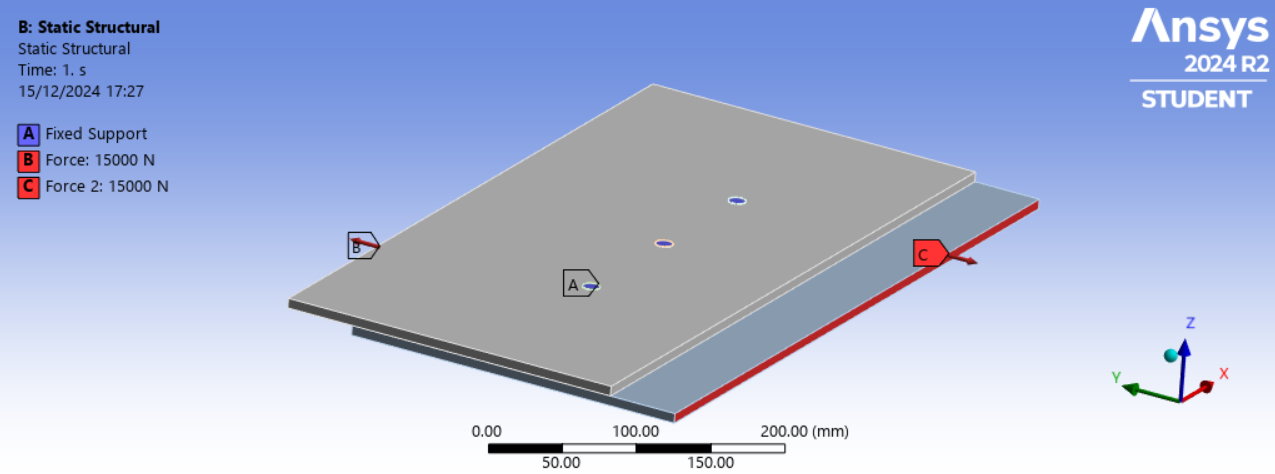 B: Static Structural
Static Structural
Time: 1. s
15/12/2024 17:27
A Fixed Support
B Force: 15000 N
C Force 2: 15000 N
Ansys
2024 R2
STUDENT
B
C
A
Z
Y
X
0.00 100.00 200.00 (mm)
50.00 150.00